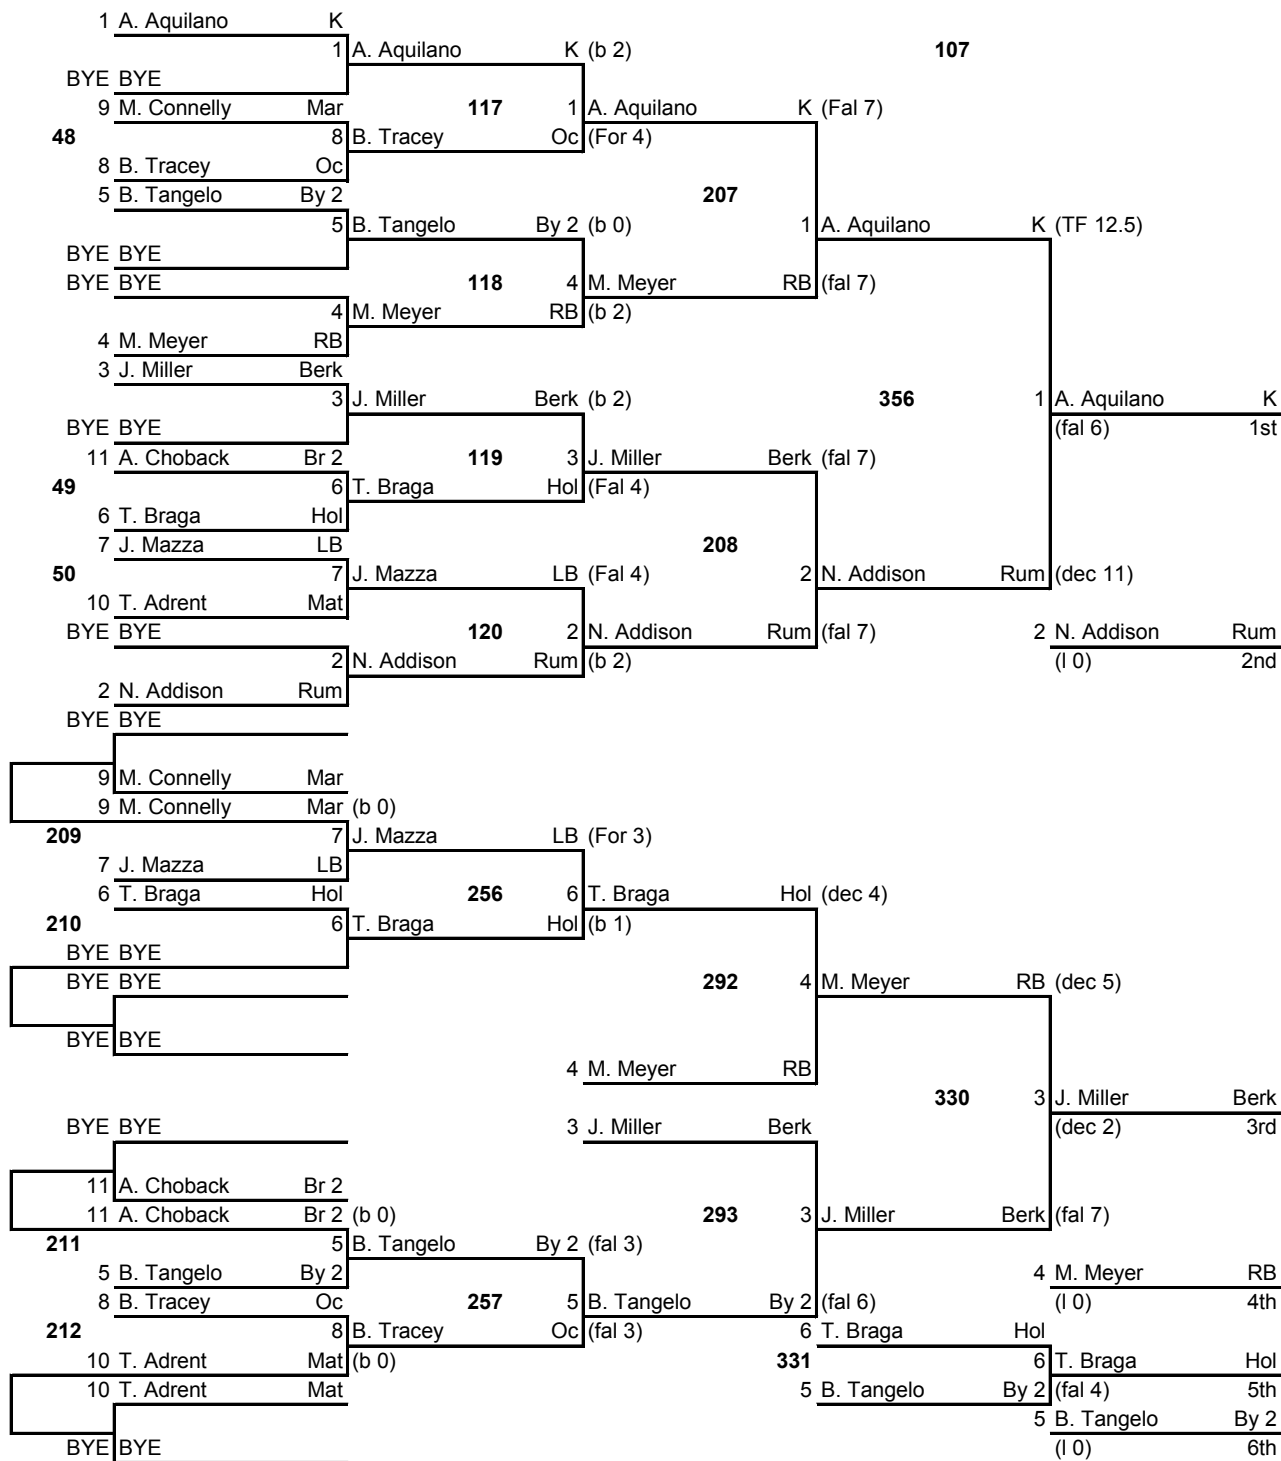 1 A. Aquilano K
1 A. Aquilano K (b 2) 107
BYE BYE
9 M. Connelly Mar 117 1 A. Aquilano K (Fal 7)
48 8 B. Tracey Oc (For 4)
8 B. Tracey Oc
5 B. Tangelo By 2 207
5 B. Tangelo By 2 (b 0) 1 A. Aquilano K (TF 12.5)
BYE BYE
BYE BYE 118 4 M. Meyer RB (fal 7)
4 M. Meyer RB (b 2)
4 M. Meyer RB
3 J. Miller Berk
3 J. Miller Berk (b 2) 356 1 A. Aquilano K
BYE BYE (fal 6) 1st
11 A. Choback Br 2 119 3 J. Miller Berk (fal 7)
49 6 T. Braga Hol (Fal 4)
6 T. Braga Hol
7 J. Mazza LB 208
50 7 J. Mazza LB (Fal 4) 2 N. Addison Rum (dec 11)
10 T. Adrent Mat
BYE BYE 120 2 N. Addison Rum (fal 7) 2 N. Addison Rum
2 N. Addison Rum (b 2) (l 0) 2nd
2 N. Addison Rum
BYE BYE
9 M. Connelly Mar
9 M. Connelly Mar (b 0)
209 7 J. Mazza LB (For 3)
7 J. Mazza LB
6 T. Braga Hol 256 6 T. Braga Hol (dec 4)
210 6 T. Braga Hol (b 1)
BYE BYE
BYE BYE 292 4 M. Meyer RB (dec 5)
BYE BYE
4 M. Meyer RB
330 3 J. Miller Berk
BYE BYE 3 J. Miller Berk (dec 2) 3rd
11 A. Choback Br 2
11 A. Choback Br 2 (b 0) 293 3 J. Miller Berk (fal 7)
211 5 B. Tangelo By 2 (fal 3)
5 B. Tangelo By 2 4 M. Meyer RB
8 B. Tracey Oc 257 5 B. Tangelo By 2 (fal 6) (l 0) 4th
212 8 B. Tracey Oc (fal 3) 6 T. Braga Hol
10 T. Adrent Mat (b 0) 331 6 T. Braga Hol
10 T. Adrent Mat 5 B. Tangelo By 2 (fal 4) 5th
5 B. Tangelo By 2
BYE BYE (l 0) 6th